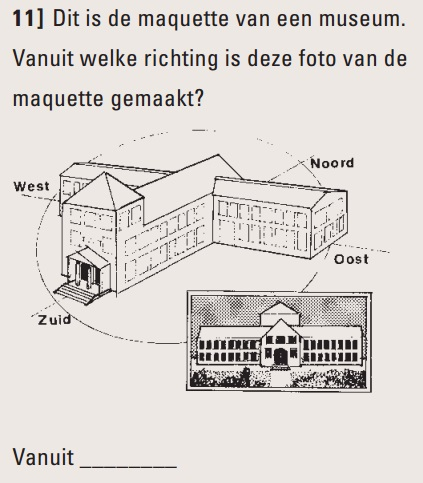 11] Dit is de maquette van een museum.
Vanuit welke richting is deze foto van de
maquette gemaakt?
Noord
West
Oost
Zuid
Vanuit ________